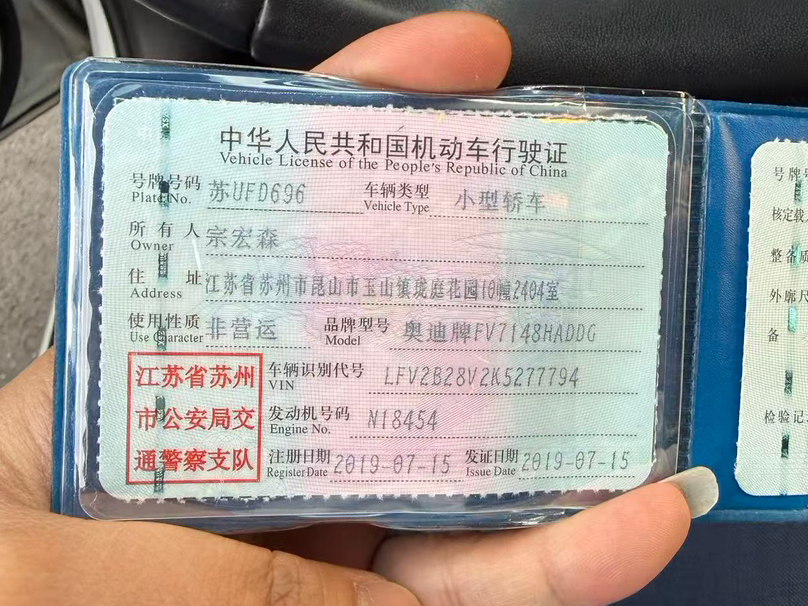 中华人民共和国机动车行驶证
Vehicle License of the People's Republic of China
号牌号码 苏UFD696 车辆类型 小型轿车
Plate No. Vehicle Type
所有人 宗宏森
Owner
住址 江苏省苏州市昆山市玉山镇珑庭花园10幢2404室
Address
使用性质 非营运 品牌型号 奥迪牌FV7148HADDG
Use Character Model
江苏省苏州
市公安局交
通警察支队
车辆识别代号 LFV2B28V2K5277794
VIN
发动机号码 N18454
Engine No.
注册日期 2019-07-15 发证日期 2019-07-15
Register Date Issue Date
号牌
核定载
整备质
外廓尺
备
检验记